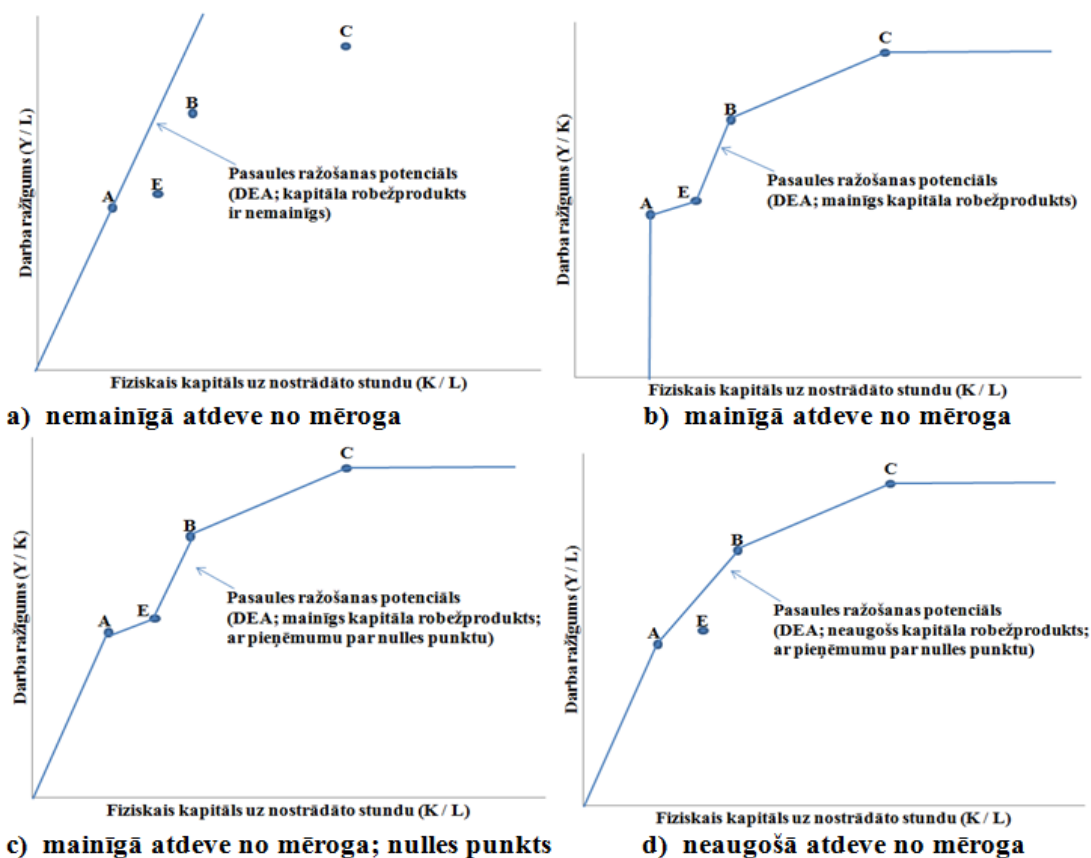 C
B
A
E
Pasaules ražošanas potenciāls
(DEA; kapitāla robežprodukts
ir nemainīgs)
Darba ražīgums (Y / L)
Fiziskais kapitāls uz nostrādāto stundu (K / L)
a) nemainīgā atdeve no mēroga
C
B
A
E
Pasaules ražošanas potenciāls
(DEA; mainīgs kapitāla robežprodukts)
Darba ražīgums (Y / K)
Fiziskais kapitāls uz nostrādāto stundu (K / L)
b) mainīgā atdeve no mēroga
C
B
A
E
Pasaules ražošanas potenciāls
(DEA; mainīgs kapitāla robežprodukts;
ar pieņēmumu par nulles punktu)
Darba ražīgums (Y / K)
Fiziskais kapitāls uz nostrādāto stundu (K / L)
c) mainīgā atdeve no mēroga; nulles punkts
C
B
A
E
Pasaules ražošanas potenciāls
(DEA; neaugošs kapitāla robežprodukts;
ar pieņēmumu par nulles punktu)
Darba ražīgums (Y / L)
Fiziskais kapitāls uz nostrādāto stundu (K / L)
d) neaugošā atdeve no mēroga